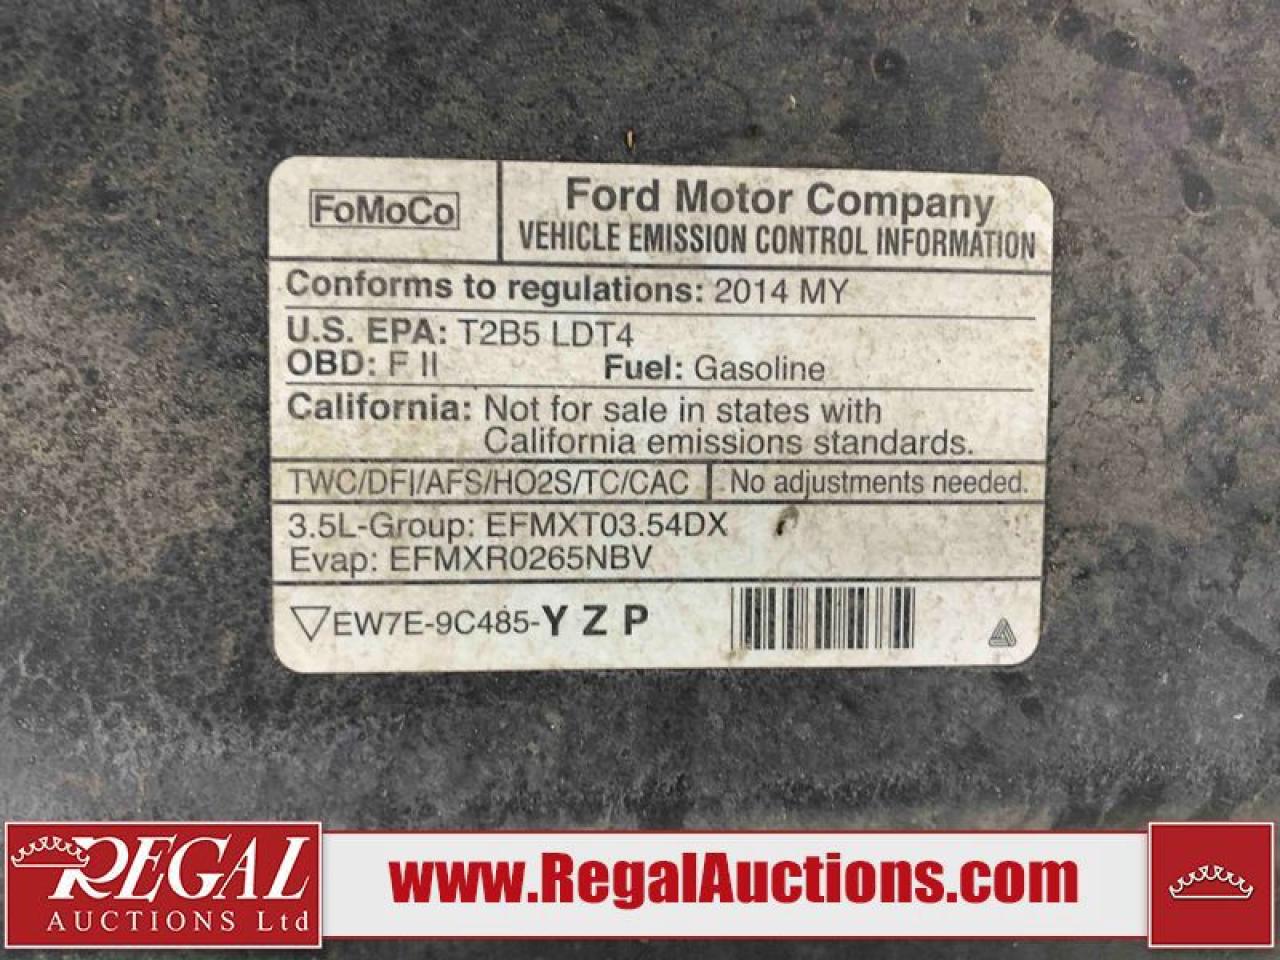 FoMoCo
Ford Motor Company
VEHICLE EMISSION CONTROL INFORMATION
Conforms to regulations: 2014 MY
U.S. EPA: T2B5 LDT4
OBD: F II Fuel: Gasoline
California: Not for sale in states with
California emissions standards.
TWC/DFI/AFS/HO2S/TC/CAC No adjustments needed.
3.5L-Group: EFMXT03.54DX
Evap: EFMXR0265NBV
EW7E-9C485-Y Z P
REGAL
AUCTIONS Ltd
www.RegalAuctions.com